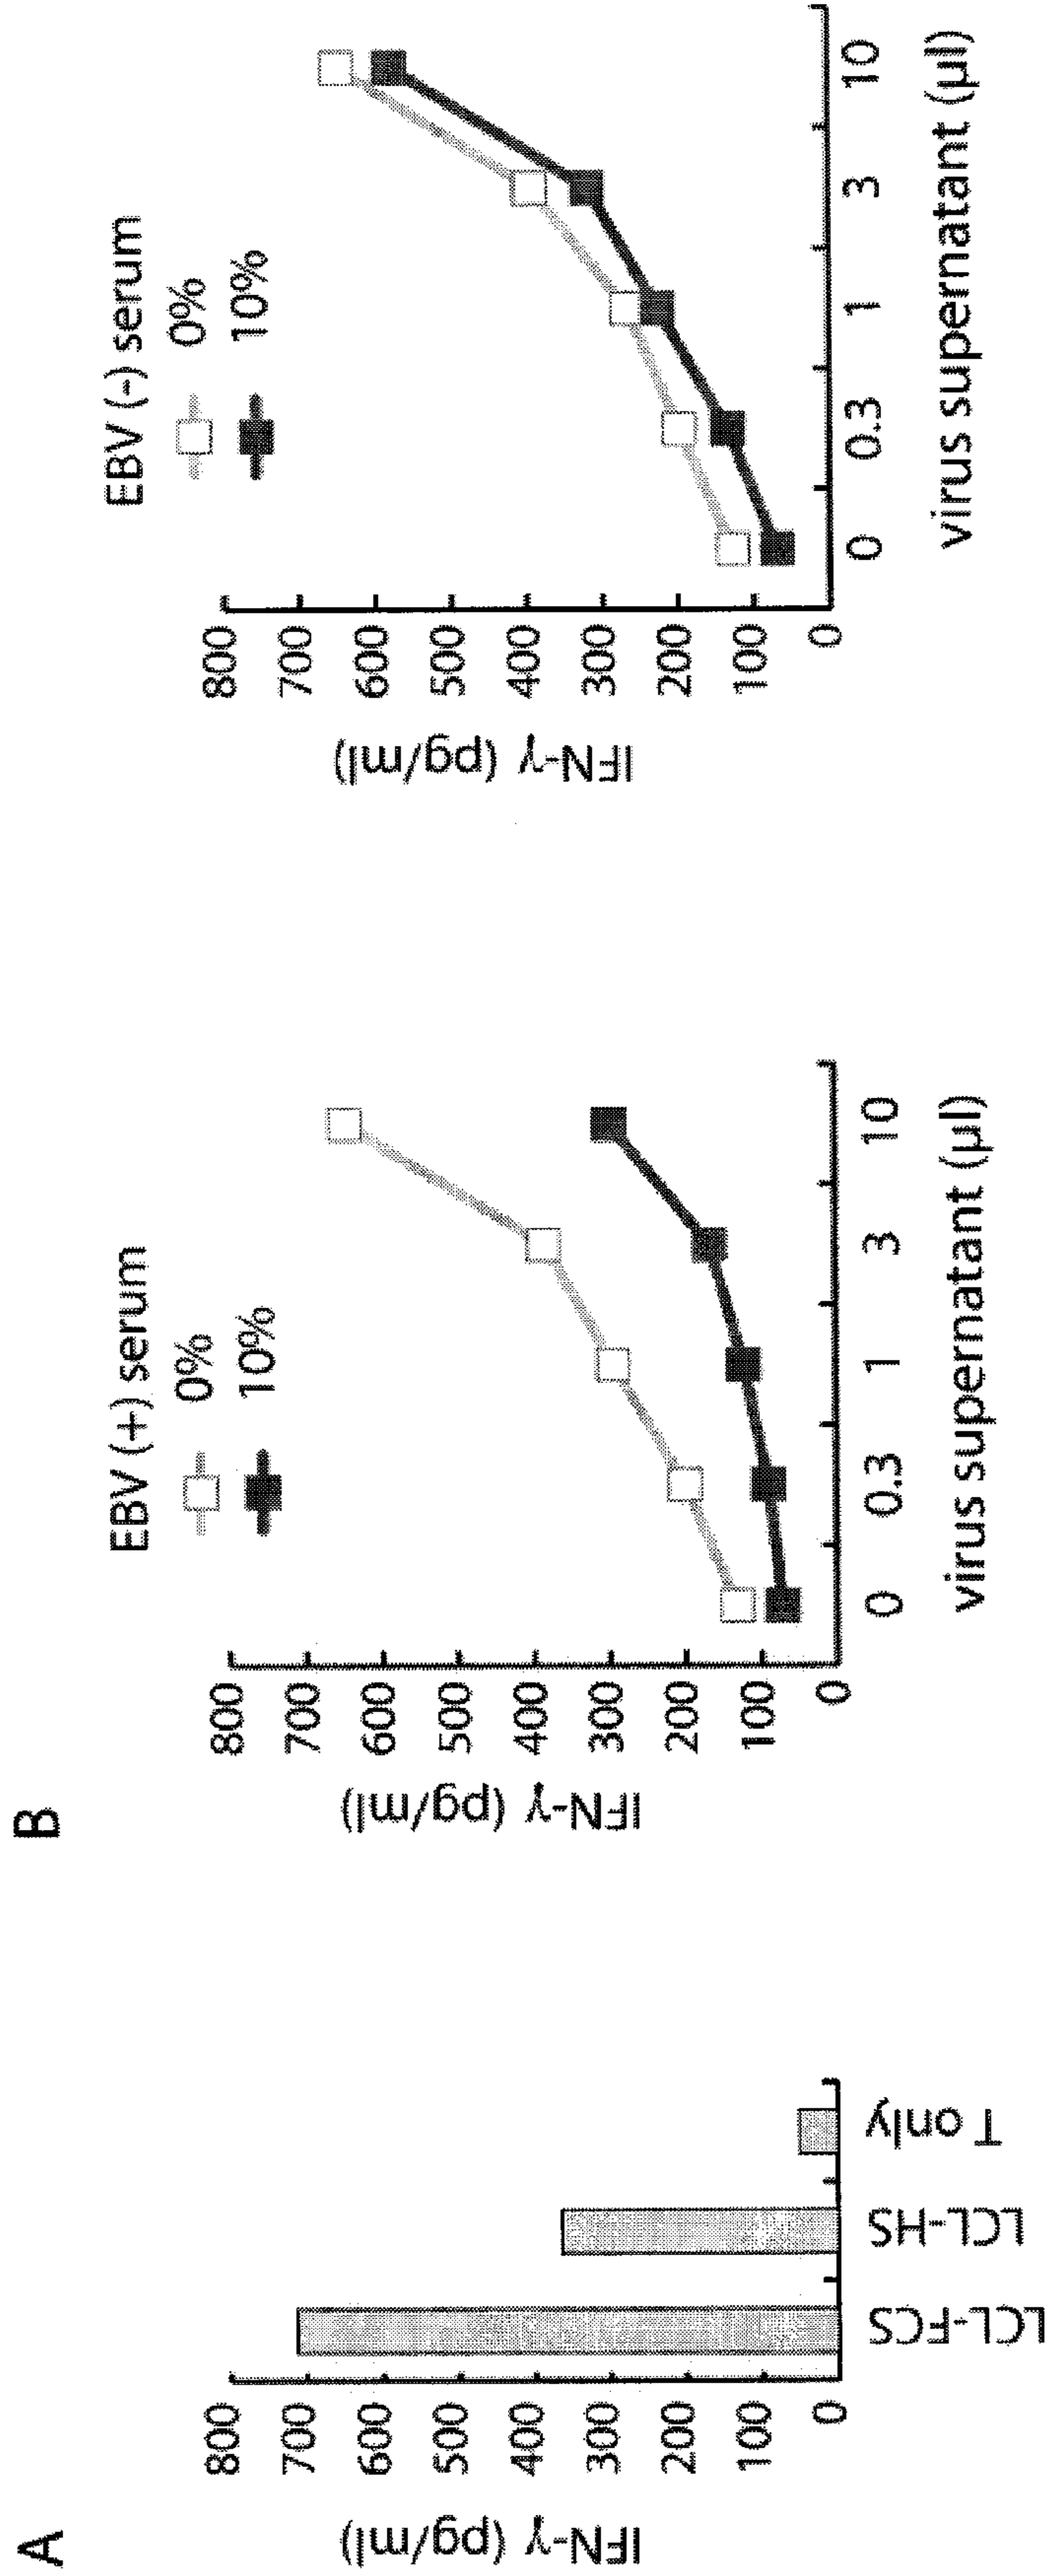 A
IFN-γ (pg/ml)
800
700
600
500
400
300
200
100
0
LCL-FCS
LCL-HS
T only
B
EBV (+) serum
0%
10%
IFN-γ (pg/ml)
800
700
600
500
400
300
200
100
0
0 0.3 1 3 10
virus supernatant (µl)
EBV (-) serum
0%
10%
IFN-γ (pg/ml)
800
700
600
500
400
300
200
100
0
0 0.3 1 3 10
virus supernatant (µl)